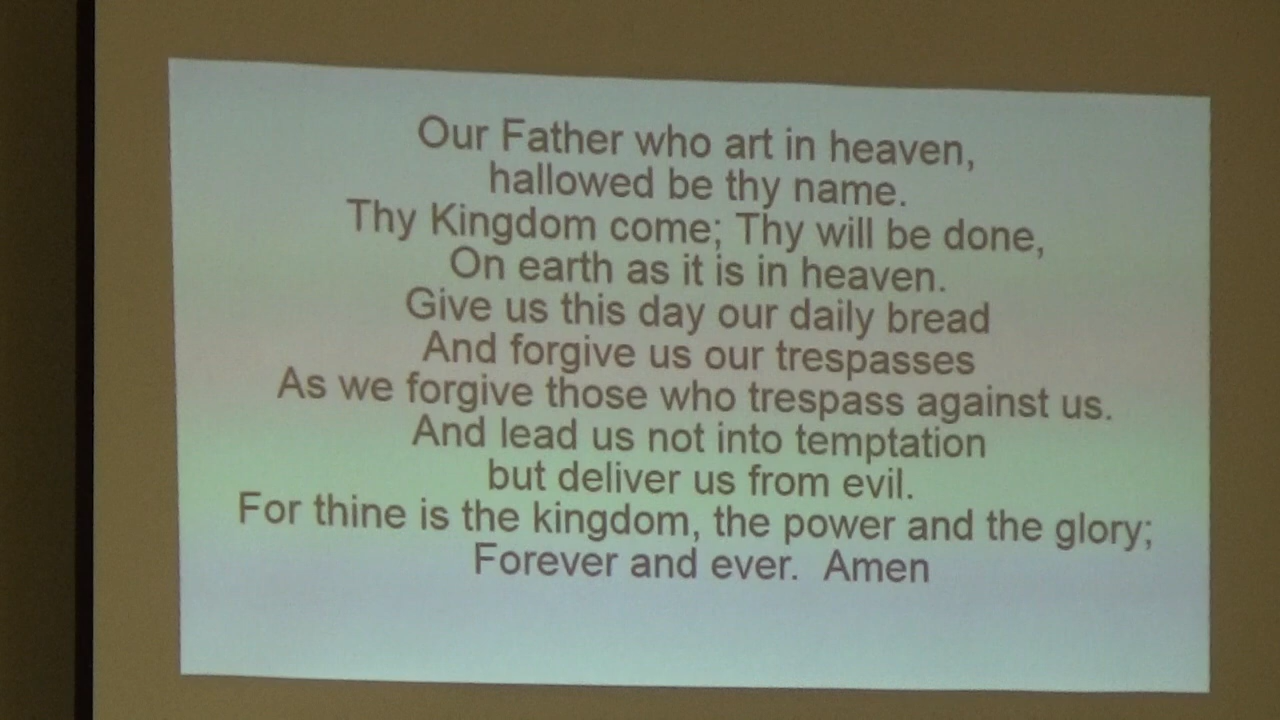 Our Father who art in heaven,
hallowed be thy name.
Thy Kingdom come; Thy will be done,
On earth as it is in heaven.
Give us this day our daily bread
And forgive us our trespasses
As we forgive those who trespass against us.
And lead us not into temptation
but deliver us from evil.
For thine is the kingdom, the power and the glory;
Forever and ever.  Amen